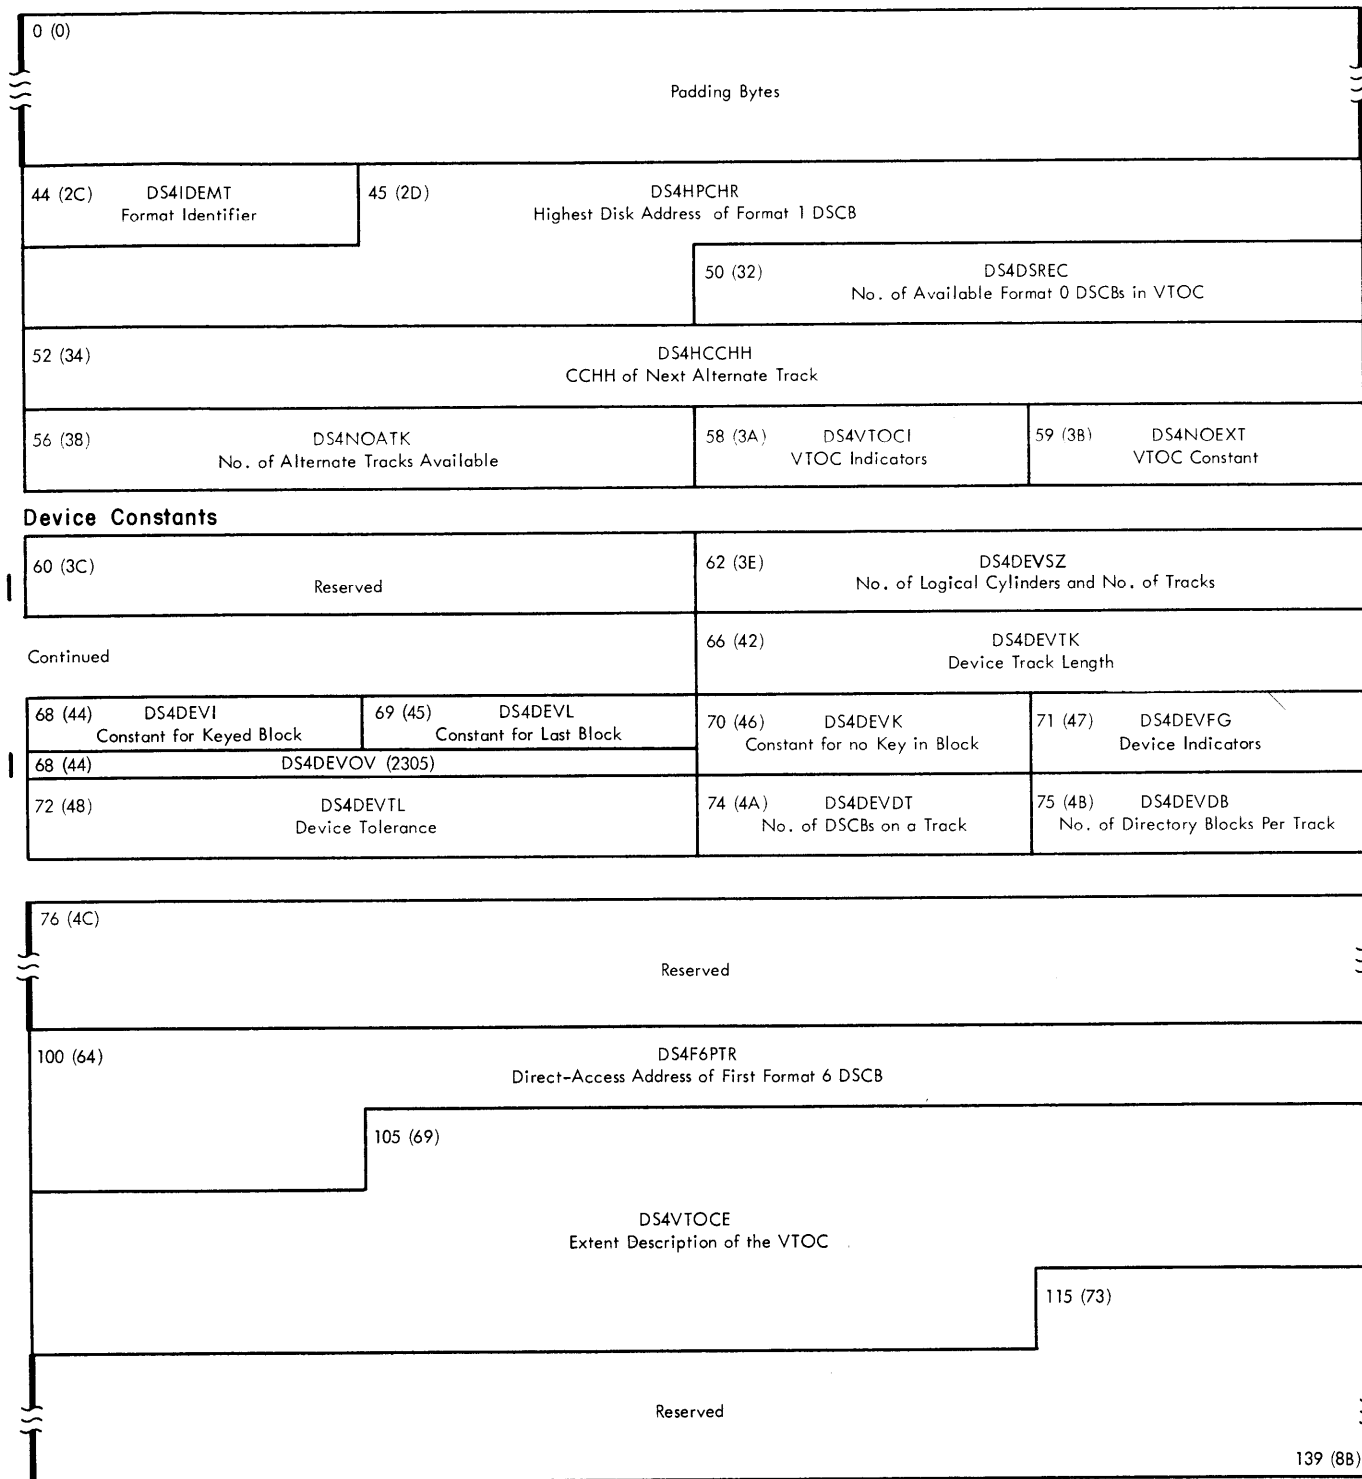 0 (0)
Padding Bytes
44 (2C) DS4IDEMT
Format Identifier
45 (2D) DS4HPCHR
Highest Disk Address of Format 1 DSCB
50 (32) DS4DSREC
No. of Available Format 0 DSCBs in VTOC
52 (34) DS4HCCHH
CCHH of Next Alternate Track
56 (38) DS4NOATK
No. of Alternate Tracks Available
58 (3A) DS4VTOCI
VTOC Indicators
59 (3B) DS4NOEXT
VTOC Constant
Device Constants
60 (3C)
Reserved
62 (3E) DS4DEVSZ
No. of Logical Cylinders and No. of Tracks
Continued
66 (42) DS4DEVTK
Device Track Length
68 (44) DS4DEVI
Constant for Keyed Block
69 (45) DS4DEVL
Constant for Last Block
70 (46) DS4DEVK
Constant for no Key in Block
71 (47) DS4DEVFG
Device Indicators
68 (44) DS4DEVOV (2305)
72 (48) DS4DEVTL
Device Tolerance
74 (4A) DS4DEVDT
No. of DSCBs on a Track
75 (4B) DS4DEVDB
No. of Directory Blocks Per Track
76 (4C)
Reserved
100 (64) DS4F6PTR
Direct-Access Address of First Format 6 DSCB
105 (69)
DS4VTOCE
Extent Description of the VTOC
115 (73)
Reserved
139 (8B)